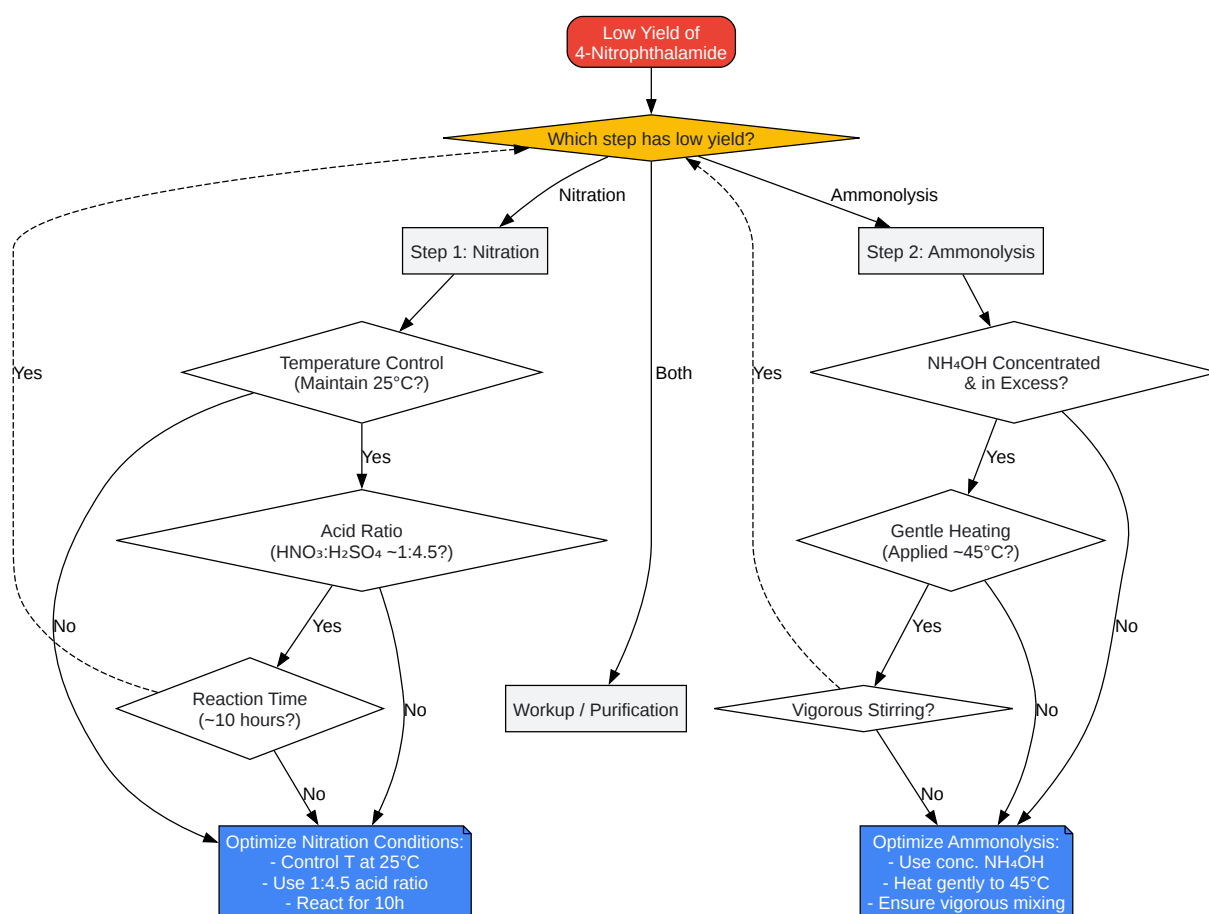 Low Yield of
4-Nitrophthalamide
Which step has low yield?
Nitration
Ammonolysis
Step 1: Nitration
Step 2: Ammonolysis
Temperature Control
(Maintain 25°C?)
NH₄OH Concentrated
& in Excess?
Yes
Both
Yes
Yes
Yes
Acid Ratio
(HNO₃:H₂SO₄ ~1:4.5?)
Gentle Heating
(Applied ~45°C?)
No
Yes
Yes
No
Reaction Time
(~10 hours?)
No
Workup / Purification
Vigorous Stirring?
No
No
No
Optimize Nitration Conditions:
- Control T at 25°C
- Use 1:4.5 acid ratio
- React for 10h
Optimize Ammonolysis:
- Use conc. NH₄OH
- Heat gently to 45°C
- Ensure vigorous mixing